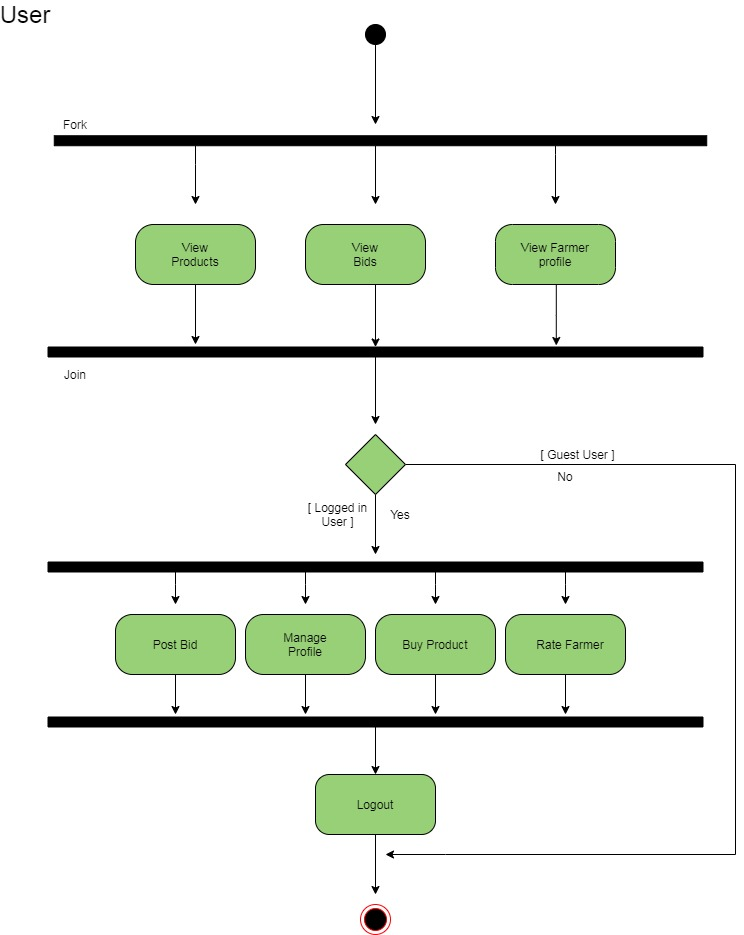 User
Fork
View
Products
View
Bids
View Farmer
profile
Join
[ Guest User ]
No
[ Logged in
User ]
Yes
Post Bid
Manage
Profile
Buy Product
Rate Farmer
Logout